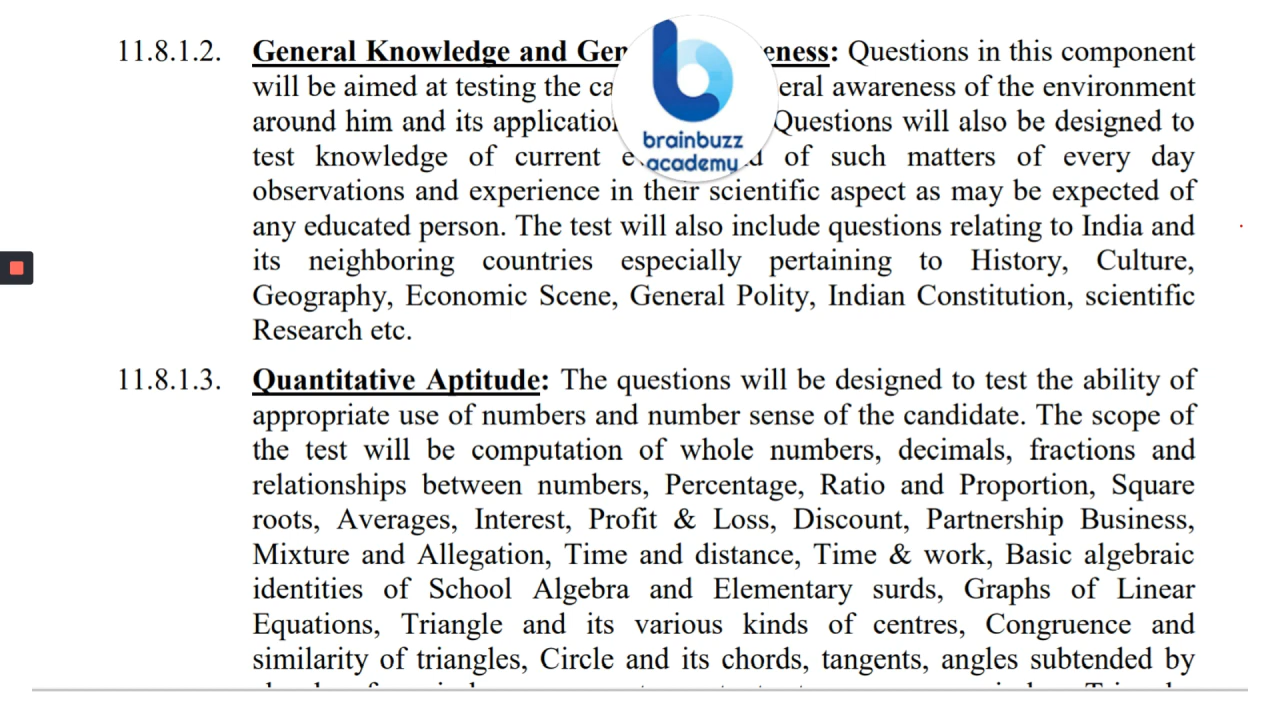 11.8.1.2. General Knowledge and Gen eness: Questions in this component
will be aimed at testing the ca eral awareness of the environment
around him and its applicatio Questions will also be designed to
test knowledge of current of such matters of every day
observations and experience in their scientific aspect as may be expected of
any educated person. The test will also include questions relating to India and
its neighboring countries especially pertaining to History, Culture,
Geography, Economic Scene, General Polity, Indian Constitution, scientific
Research etc.
brainbuzz
academy
11.8.1.3. Quantitative Aptitude: The questions will be designed to test the ability of
appropriate use of numbers and number sense of the candidate. The scope of
the test will be computation of whole numbers, decimals, fractions and
relationships between numbers, Percentage, Ratio and Proportion, Square
roots, Averages, Interest, Profit & Loss, Discount, Partnership Business,
Mixture and Allegation, Time and distance, Time & work, Basic algebraic
identities of School Algebra and Elementary surds, Graphs of Linear
Equations, Triangle and its various kinds of centres, Congruence and
similarity of triangles, Circle and its chords, tangents, angles subtended by